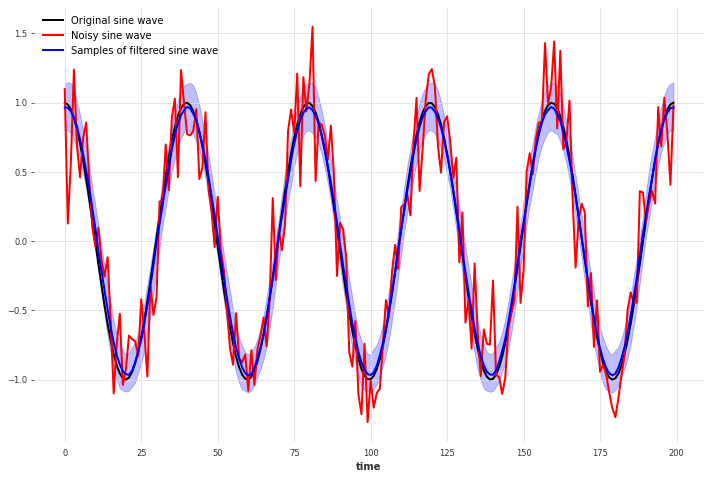 Original sine wave
Noisy sine wave
Samples of filtered sine wave
1.5
1.0
0.5
0.0
−0.5
−1.0
0 25 50 75 100 125 150 175 200
time